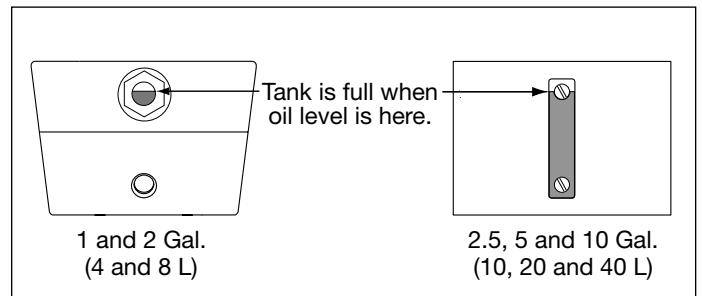 Tank is full when
oil level is here.
1 and 2 Gal.
(4 and 8 L)
2.5, 5 and 10 Gal.
(10, 20 and 40 L)